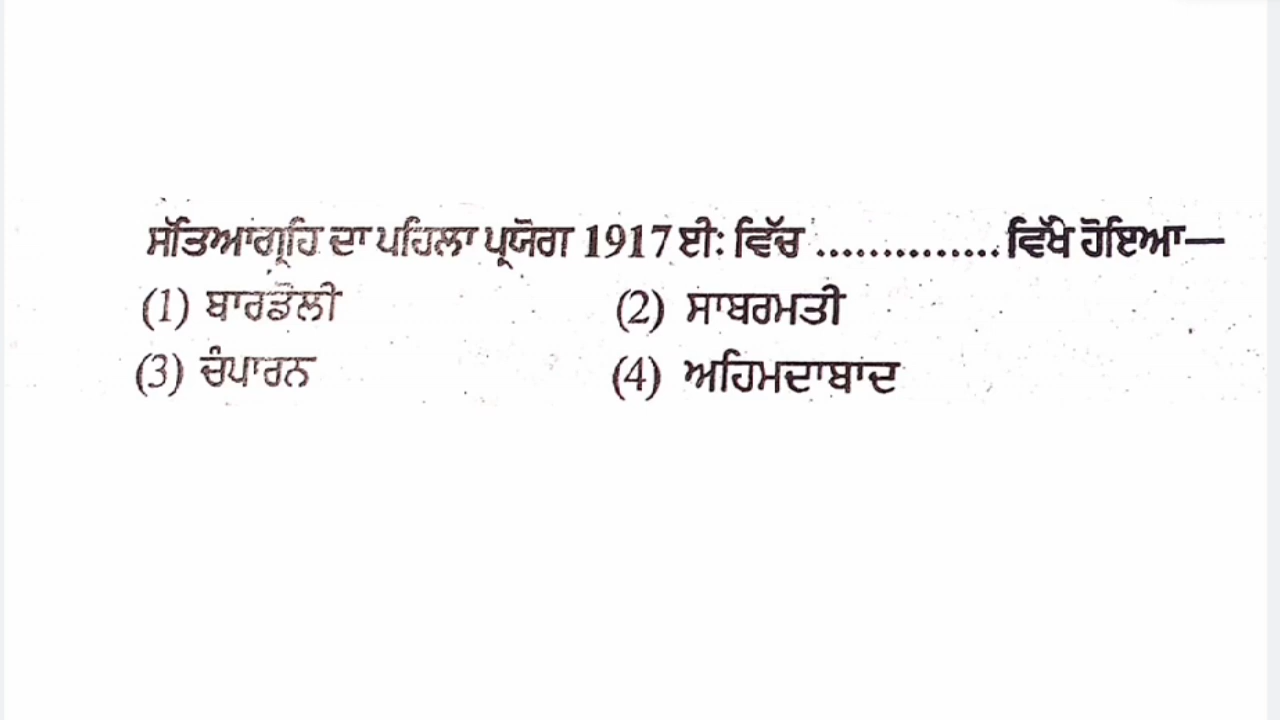 ਸੱਤਿਆਗ੍ਰਹਿ ਦਾ ਪਹਿਲਾ ਪ੍ਰਯੋਗ 1917 ਈ: ਵਿੱਚ .............. ਵਿਖੇ ਹੋਇਆ—
(1) ਬਾਰਡੋਲੀ (2) ਸਾਬਰਮਤੀ
(3) ਚੰਪਾਰਨ (4) ਅਹਿਮਦਾਬਾਦ